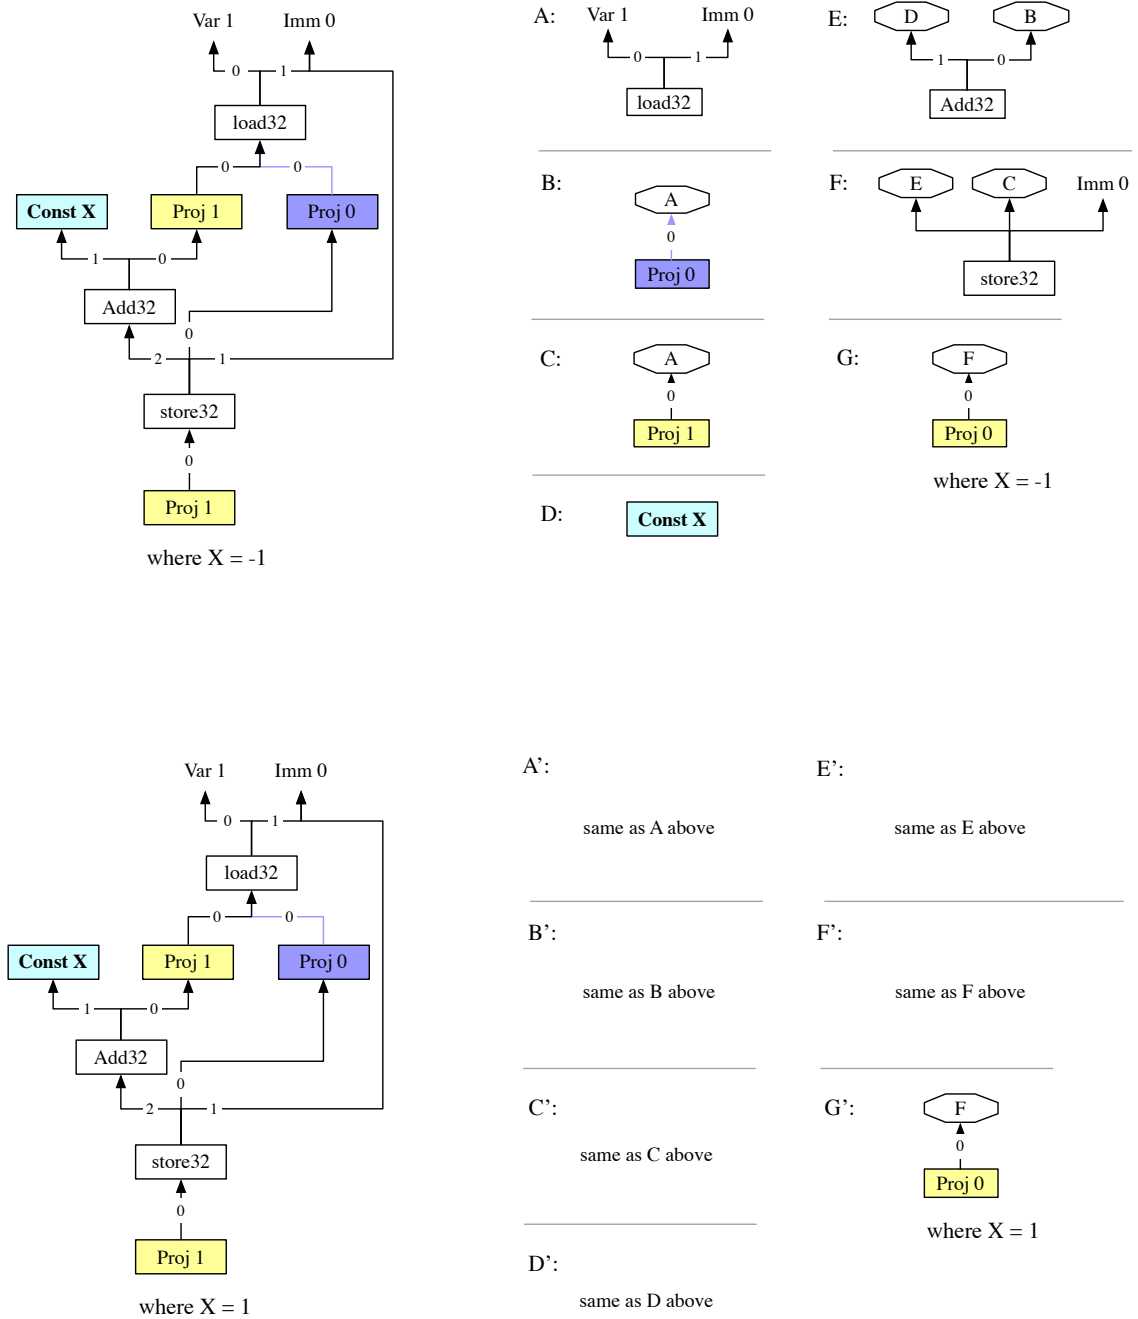 Var 1
Imm 0
0
1
load32
0
0
Const X
Proj 1
Proj 0
1
0
Add32
0
2
1
store32
0
Proj 1
where X = -1
A:
Var 1
Imm 0
0
1
load32
B:
A
0
Proj 0
C:
A
0
Proj 1
D:
Const X
E:
D
B
1
0
Add32
F:
E
C
Imm 0
store32
G:
F
0
Proj 0
where X = -1
Var 1
Imm 0
0
1
load32
0
0
Const X
Proj 1
Proj 0
1
0
Add32
0
2
1
store32
0
Proj 1
where X = 1
A’:
same as A above
B’:
same as B above
C’:
same as C above
D’:
same as D above
E’:
same as E above
F’:
same as F above
G’:
F
0
Proj 0
where X = 1